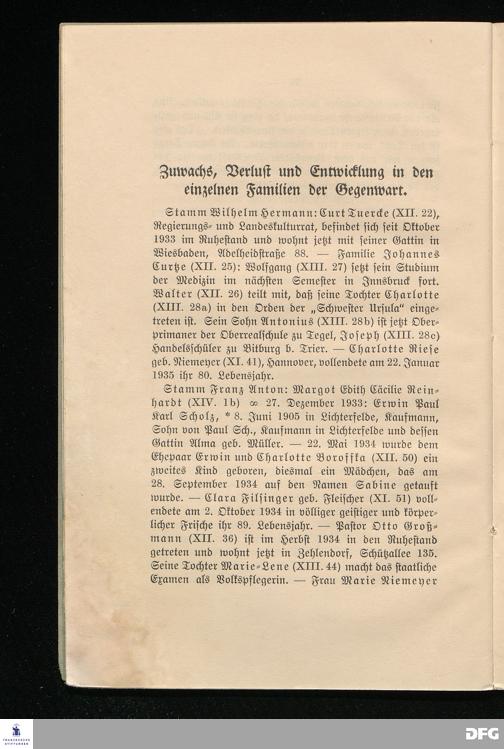 Zuwachs, Verlust und Entwicklung in den
einzelnen Familien der Gegenwart.
Stamm Wilhelm Hermann: Curt Tuercke (XII. 22),
Regierungs- und Landeskulturrat, befindet sich seit Oktober
1933 im Ruhestand und wohnt jetzt mit seiner Gattin in
Wiesbaden, Adelheidstraße 88. — Familie Johannes
Curtze (XII. 25): Wolfgang (XIII. 27) setzt sein Studium
der Medizin im nächsten Semester in Innsbruck fort.
Walter (XII. 26) teilt mit, daß seine Tochter Charlotte
(XIII. 28a) in den Orden der „Schwester Ursula“ einge-
treten ist. Sein Sohn Antonius (XIII. 28b) ist jetzt Ober-
primaner der Oberrealschule zu Tegel, Joseph (XIII. 28c)
Handelsschüler zu Bitburg b. Trier. — Charlotte Riese
geb. Niemeyer (XI. 41), Hannover, vollendete am 22. Januar
1935 ihr 80. Lebensjahr.
Stamm Franz Anton: Margot Edith Cäcilie Rein-
hardt (XIV. 1b) ∞ 27. Dezember 1933: Erwin Paul
Karl Scholz, * 8. Juni 1905 in Lichterfelde, Kaufmann,
Sohn von Paul Sch., Kaufmann in Lichterfelde und dessen
Gattin Alma geb. Müller. — 22. Mai 1934 wurde dem
Ehepaar Erwin und Charlotte Boroffka (XII. 50) ein
zweites Kind geboren, diesmal ein Mädchen, das am
28. September 1934 auf den Namen Sabine getauft
wurde. — Clara Filsinger geb. Fleischer (XI. 51) voll-
endete am 2. Oktober 1934 in völliger geistiger und körper-
licher Frische ihr 89. Lebensjahr. — Pastor Otto Groß-
mann (XII. 36) ist im Herbst 1934 in den Ruhestand
getreten und wohnt jetzt in Zehlendorf, Schützallee 135.
Seine Tochter Marie-Lene (XIII. 44) macht das staatliche
Examen als Volkspflegerin. — Frau Marie Niemeyer
FRANCKESCHE
STIFTUNGEN
DFG